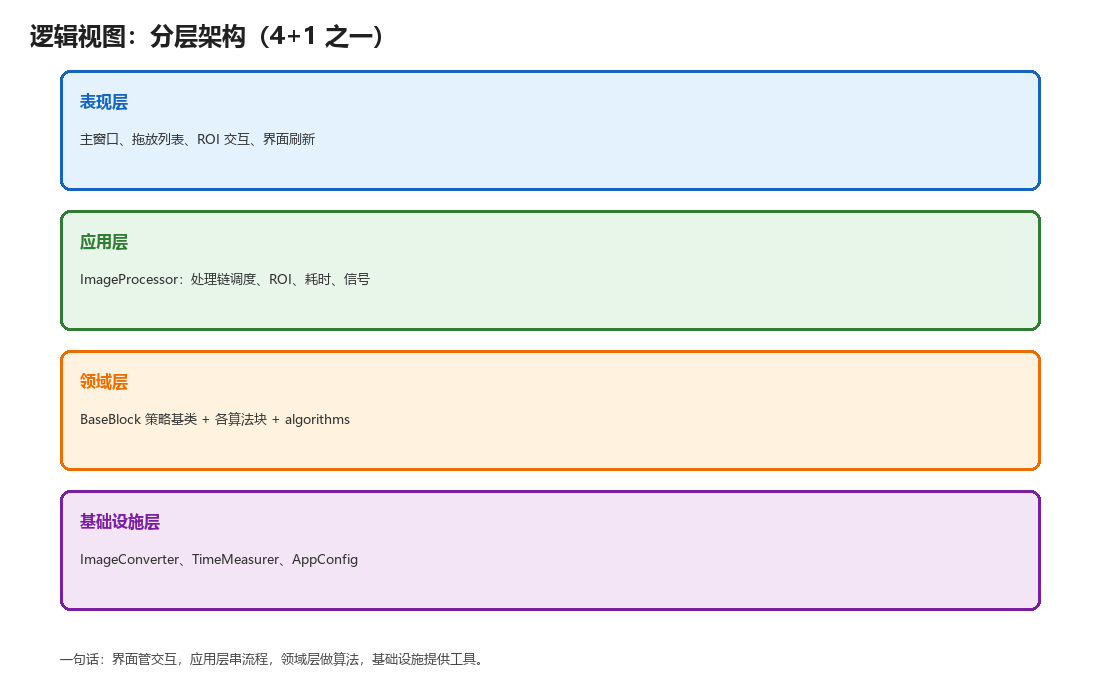 逻辑视图：分层架构（4+1 之一）
表现层
主窗口、拖放列表、ROI 交互、界面刷新
应用层
ImageProcessor：处理链调度、ROI、耗时、信号
领域层
BaseBlock 策略基类 + 各算法块 + algorithms
基础设施层
ImageConverter、TimeMeasurer、AppConfig
一句话：界面管交互，应用层串流程，领域层做算法，基础设施提供工具。